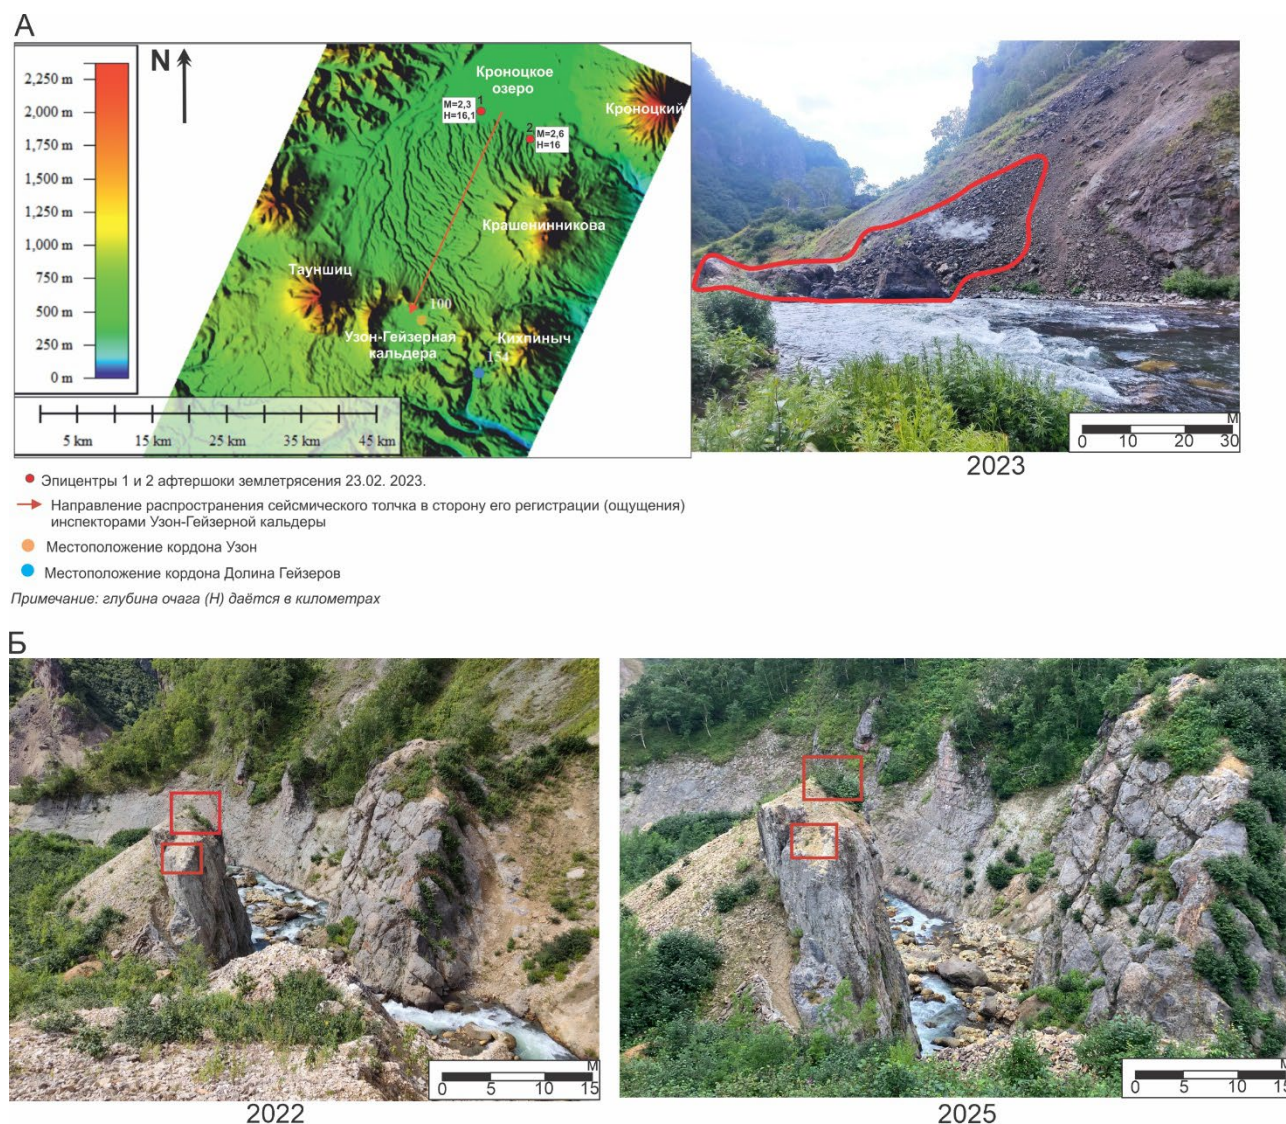 А
N
2,250 m
2,000 m
1,750 m
1,500 m
1,250 m
1,000 m
750 m
500 m
250 m
0 m
5 km 15 km 25 km 35 km 45 km
Кроноцкое
озеро
Кроноцкий
M=2,3
H=16,1
1
2
M=2,6
H=16
Крашенинникова
Тауншиц
100
Узон-Гейзерная
кальдера
Кихпиныч
154
М
0 10 20 30
2023
Эпицентры 1 и 2 афтершоки землетрясения 23.02. 2023.
Направление распространения сейсмического толчка в сторону его регистрации (ощущения)
инспекторами Узон-Гейзерной кальдеры
Местоположение кордона Узон
Местоположение кордона Долина Гейзеров
Примечание: глубина очага (Н) даётся в километрах
Б
М
0 5 10 15
2022
М
0 5 10 15
2025